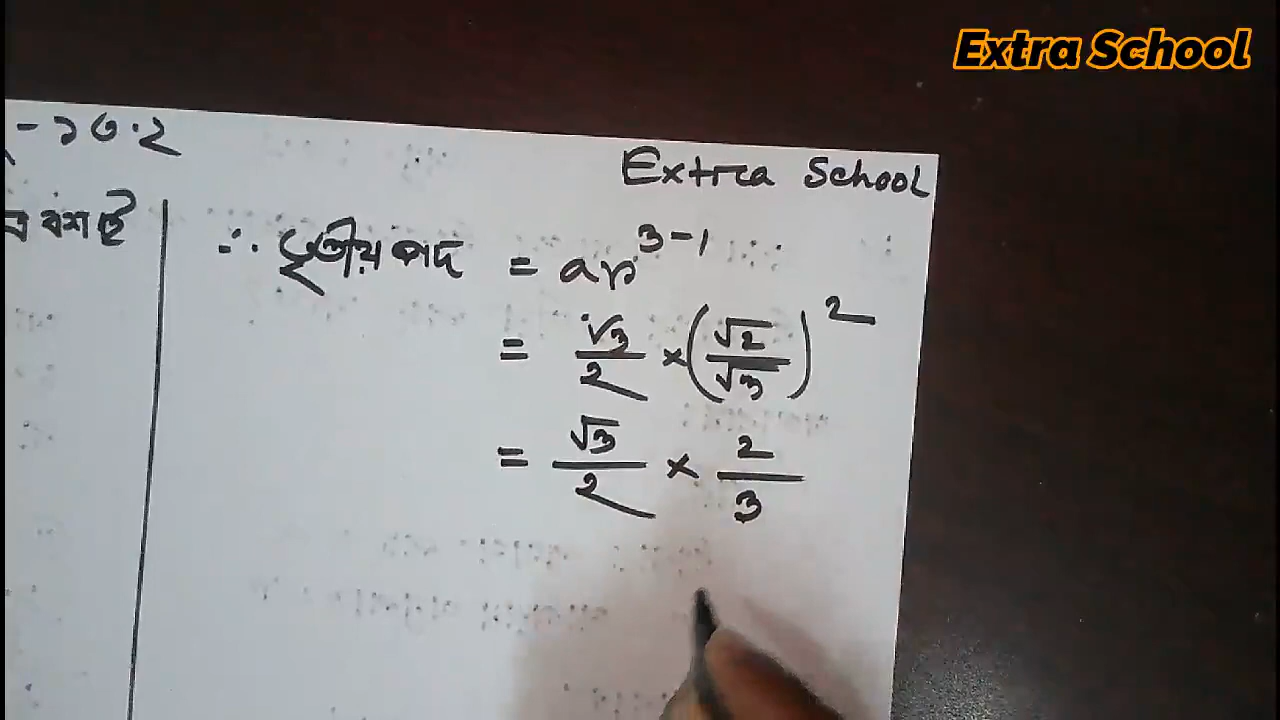 Extra School
-১৩.২
Extra School
ত্র বংশ ই
∴ তৃতীয় পদ = ar^{3-1}
= √3/2 × (√2/√3)^2
= √3/2 × 2/3